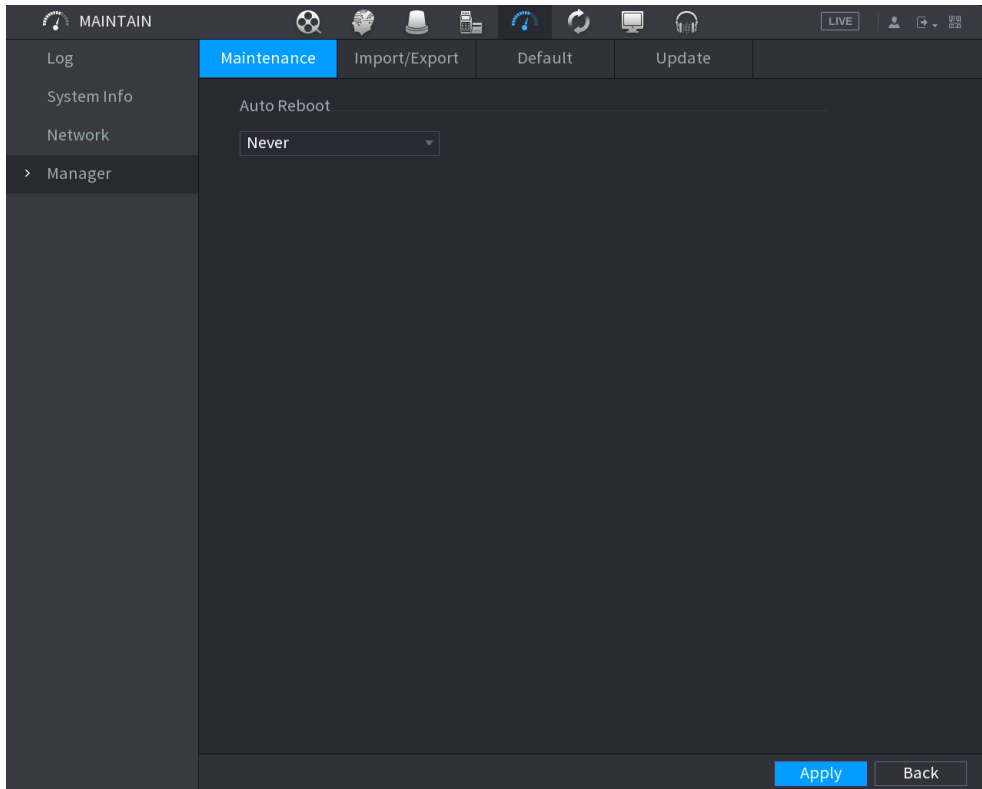 MAINTAIN
LIVE
Log
System Info
Network
Manager
Maintenance Import/Export Default Update
Auto Reboot
Never
Apply Back